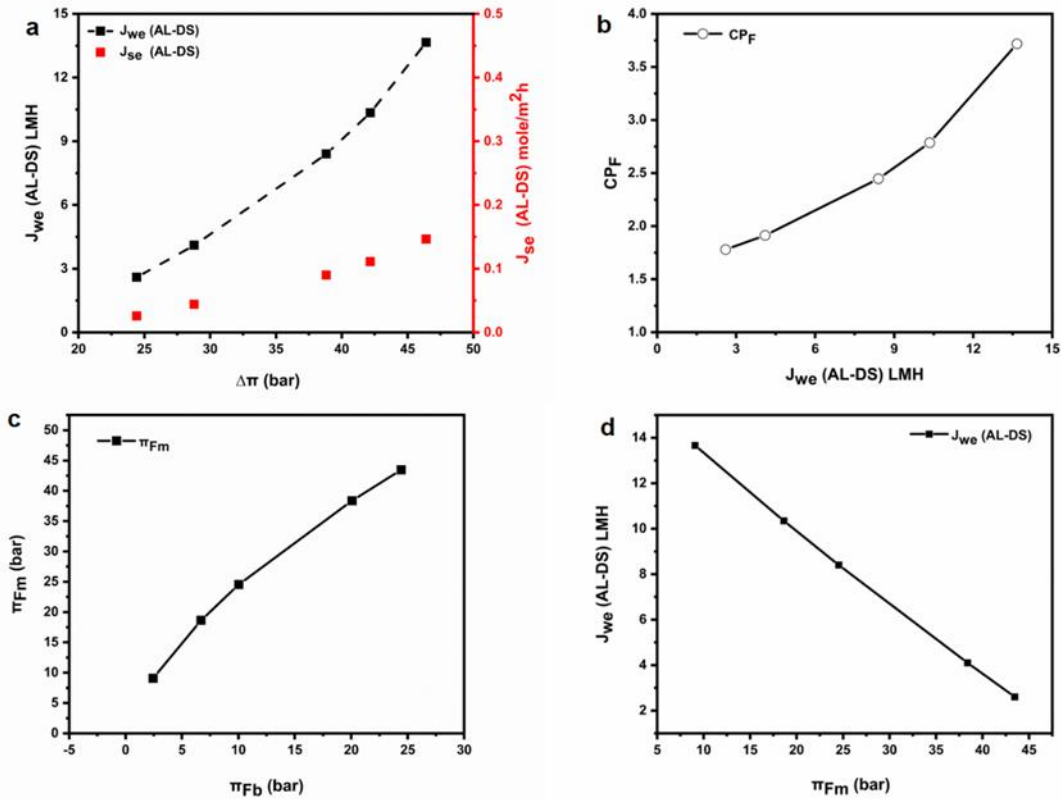 a
J_we (AL-DS)
J_se (AL-DS)
J_we (AL-DS) LMH
15
12
9
6
3
0
0.5
0.4
0.3
0.2
0.1
0.0
J_se (AL-DS) mole/m²h
20 25 30 35 40 45 50
Δπ (bar)
b
CP_F
CP_F
4.0
3.5
3.0
2.5
2.0
1.5
1.0
0 3 6 9 12 15
J_we (AL-DS) LMH
c
π_Fm
π_Fm (bar)
50
45
40
35
30
25
20
15
10
5
0
-5 0 5 10 15 20 25 30
π_Fb (bar)
d
J_we (AL-DS)
J_we (AL-DS) LMH
14
12
10
8
6
4
2
5 10 15 20 25 30 35 40 45
π_Fm (bar)